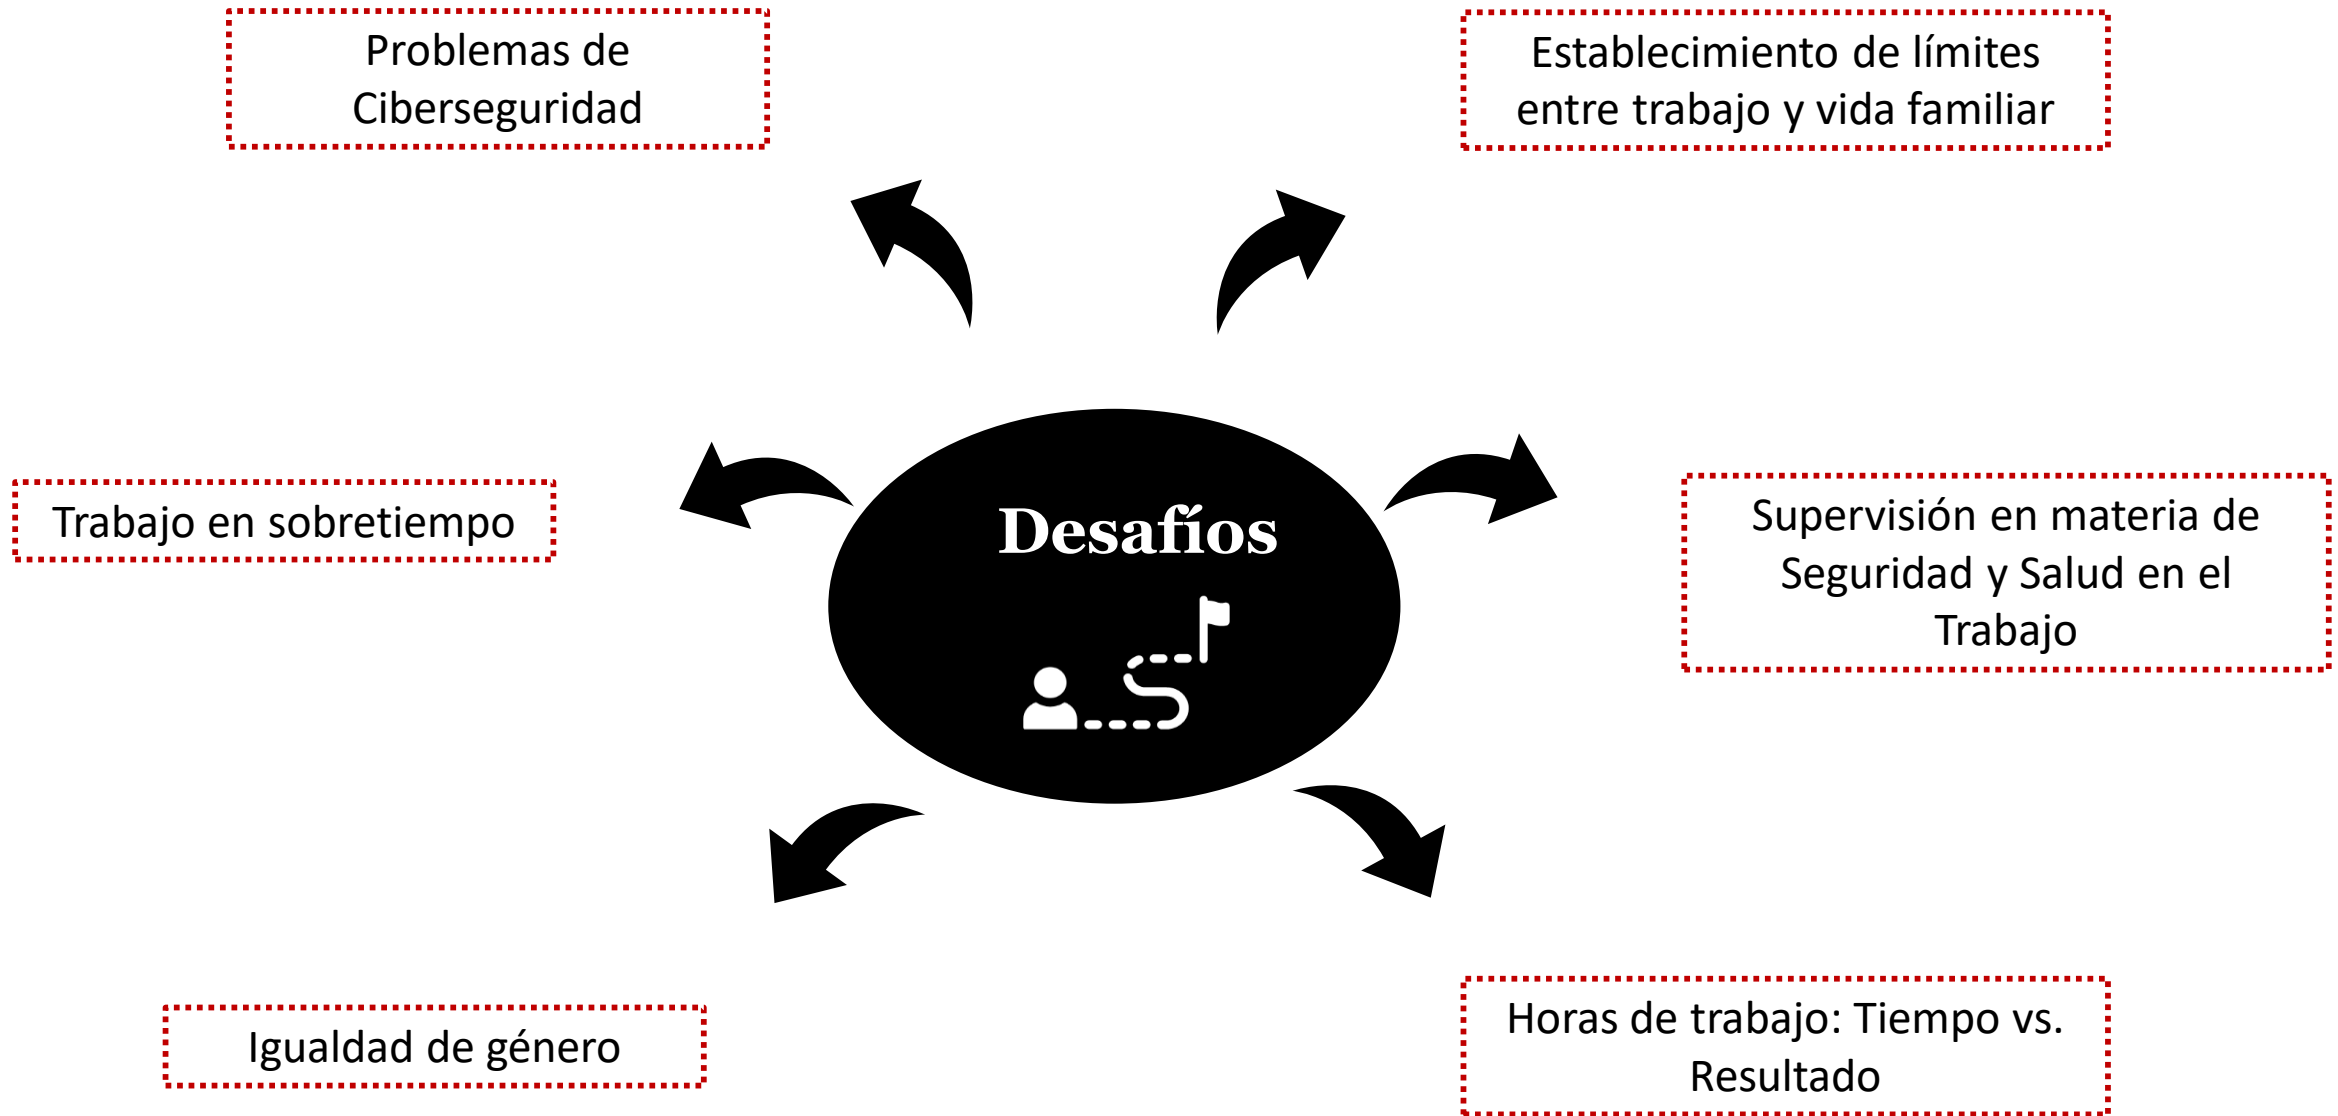 Problemas de
Ciberseguridad
Establecimiento de límites
entre trabajo y vida familiar
Trabajo en sobretiempo
Desafíos
Supervisión en materia de
Seguridad y Salud en el
Trabajo
Igualdad de género
Horas de trabajo: Tiempo vs.
Resultado